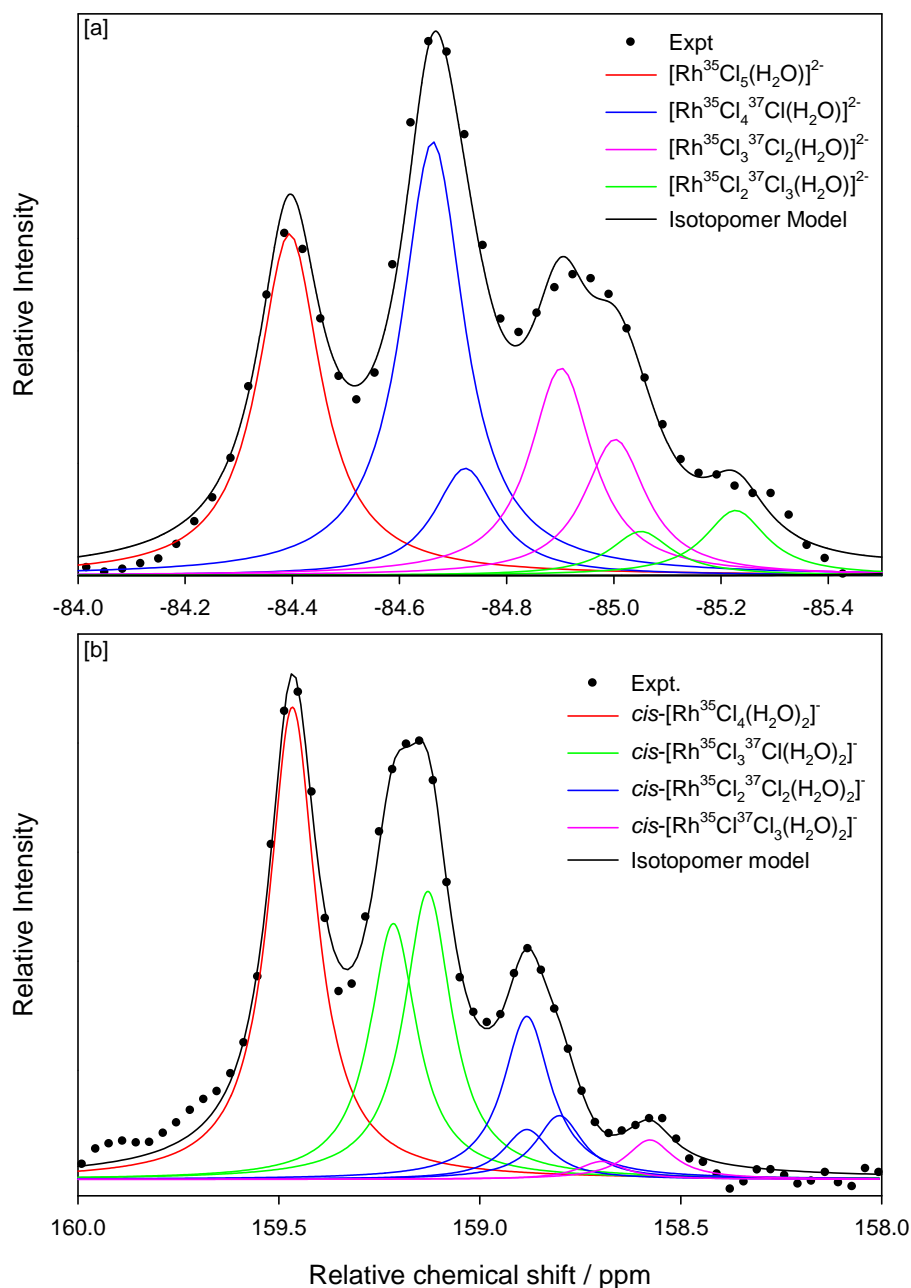 [a]
Expt
[Rh³⁵Cl₅(H₂O)]²⁻
[Rh³⁵Cl₄³⁷Cl(H₂O)]²⁻
[Rh³⁵Cl₃³⁷Cl₂(H₂O)]²⁻
[Rh³⁵Cl₂³⁷Cl₃(H₂O)]²⁻
Isotopomer Model
Relative Intensity
-84.0 -84.2 -84.4 -84.6 -84.8 -85.0 -85.2 -85.4
[b]
Expt.
cis-[Rh³⁵Cl₄(H₂O)₂]⁻
cis-[Rh³⁵Cl₃³⁷Cl(H₂O)₂]⁻
cis-[Rh³⁵Cl₂³⁷Cl₂(H₂O)₂]⁻
cis-[Rh³⁵Cl³⁷Cl₃(H₂O)₂]⁻
Isotopomer model
Relative Intensity
160.0 159.5 159.0 158.5 158.0
Relative chemical shift / ppm